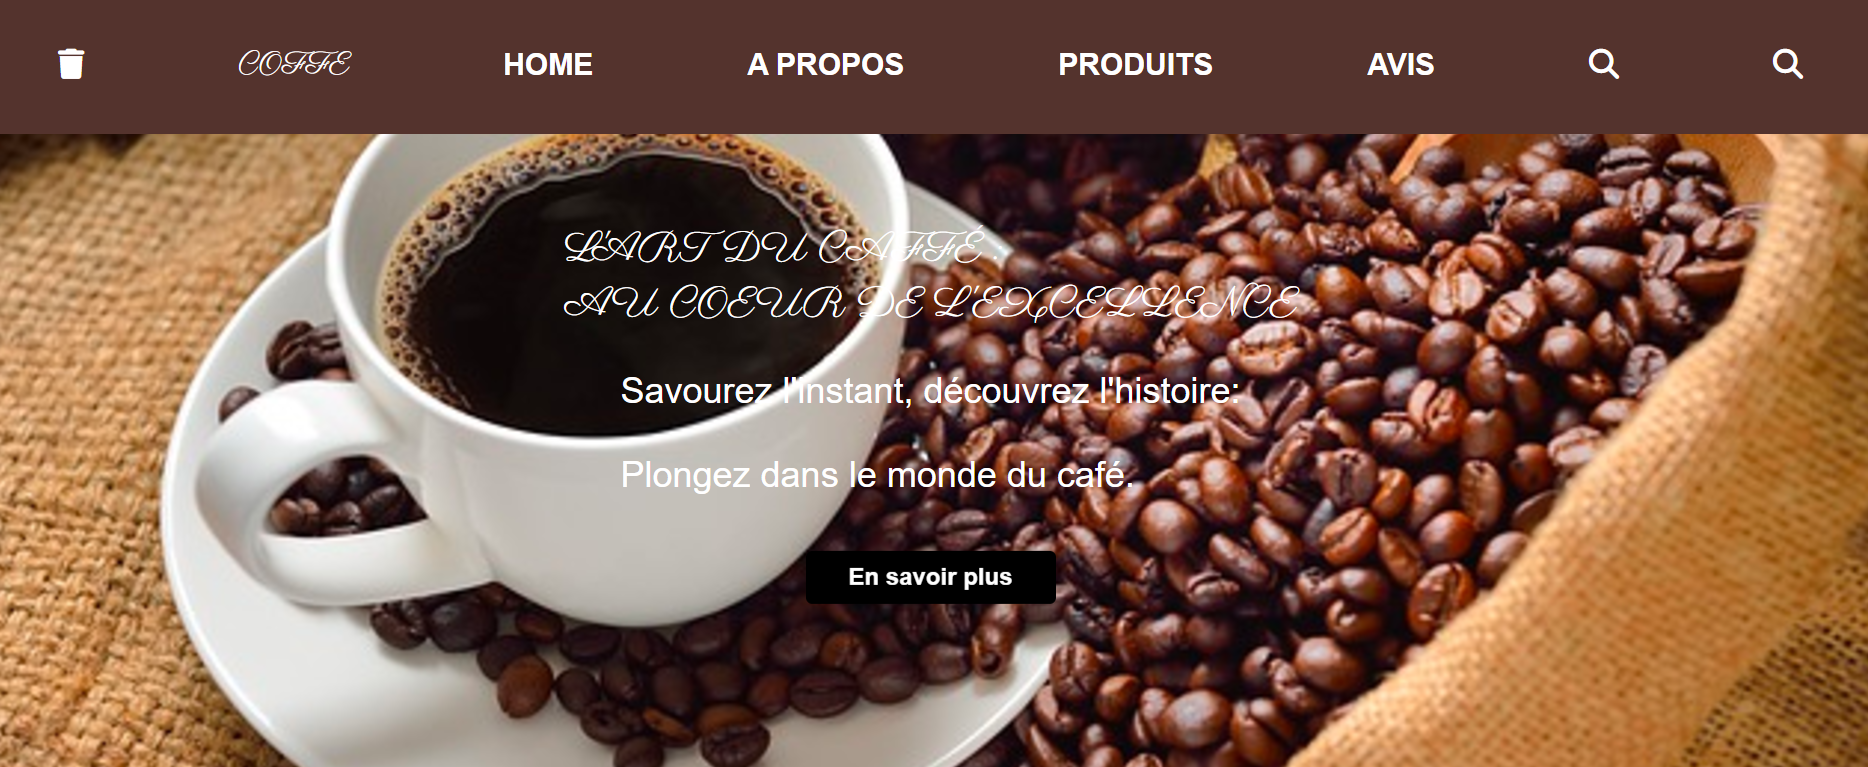 COFFE
HOME
A PROPOS
PRODUITS
AVIS
L'ART DU CAFFÉ :
AU COEUR DE L'EXCELLENCE
Savourez l'instant, découvrez l'histoire:
Plongez dans le monde du café.
En savoir plus